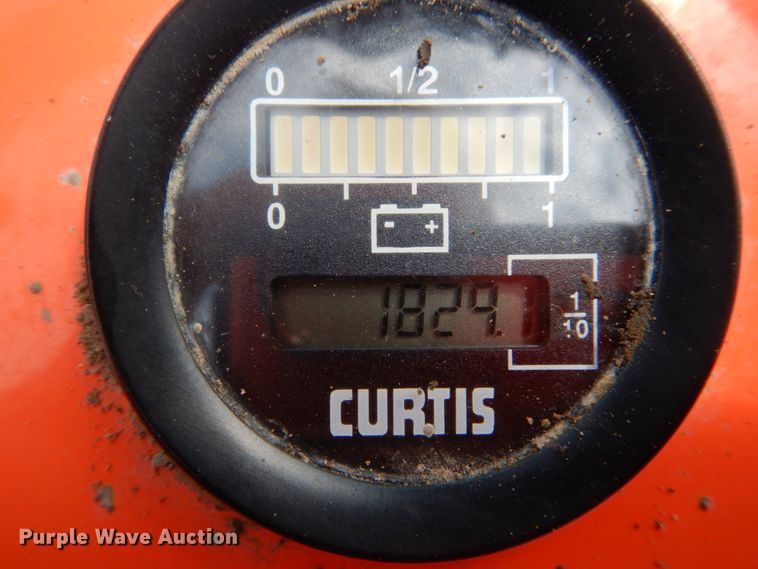 0 1/2 1
0 1
- +
1829.
1/10
CURTIS
Purple Wave Auction